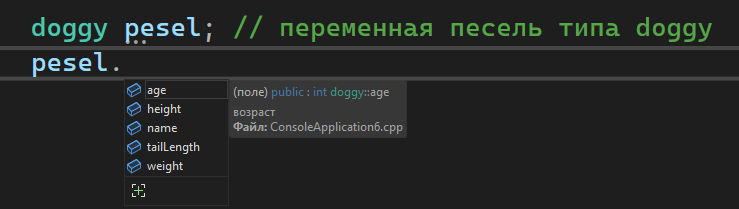 doggy pesel; // переменная песель типа doggy
pesel.
age
height
name
tailLength
weight
(поле) public : int doggy::age
возраст
Файл: ConsoleApplication6.cpp